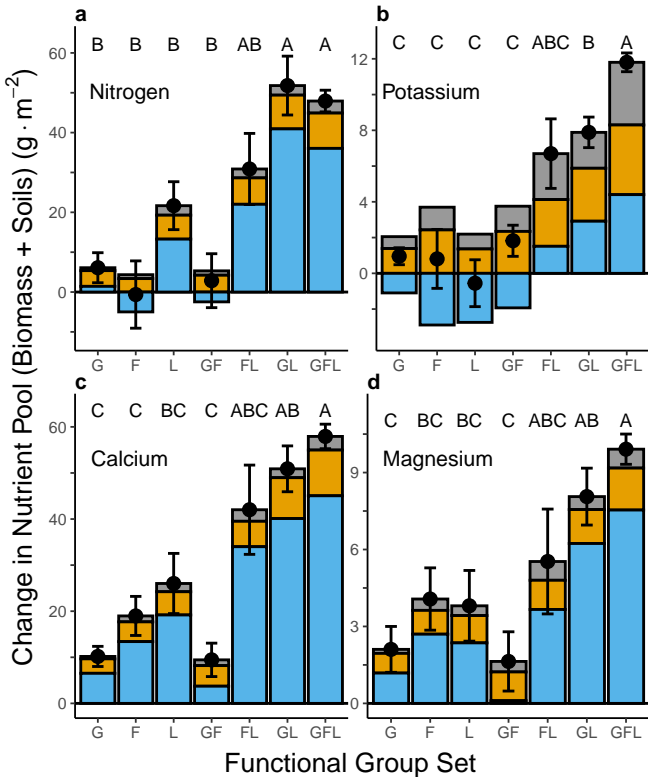 a
b
B B B B AB A A
C C C C ABC B A
Nitrogen
Potassium
60
40
20
0
12
8
4
0
G F L GF FL GL GFL
G F L GF FL GL GFL
c
d
C C BC C ABC AB A
C BC BC C ABC AB A
Calcium
Magnesium
60
40
20
0
9
6
3
0
G F L GF FL GL GFL
G F L GF FL GL GFL
Change in Nutrient Pool (Biomass + Soils) (g · m⁻²)
Functional Group Set